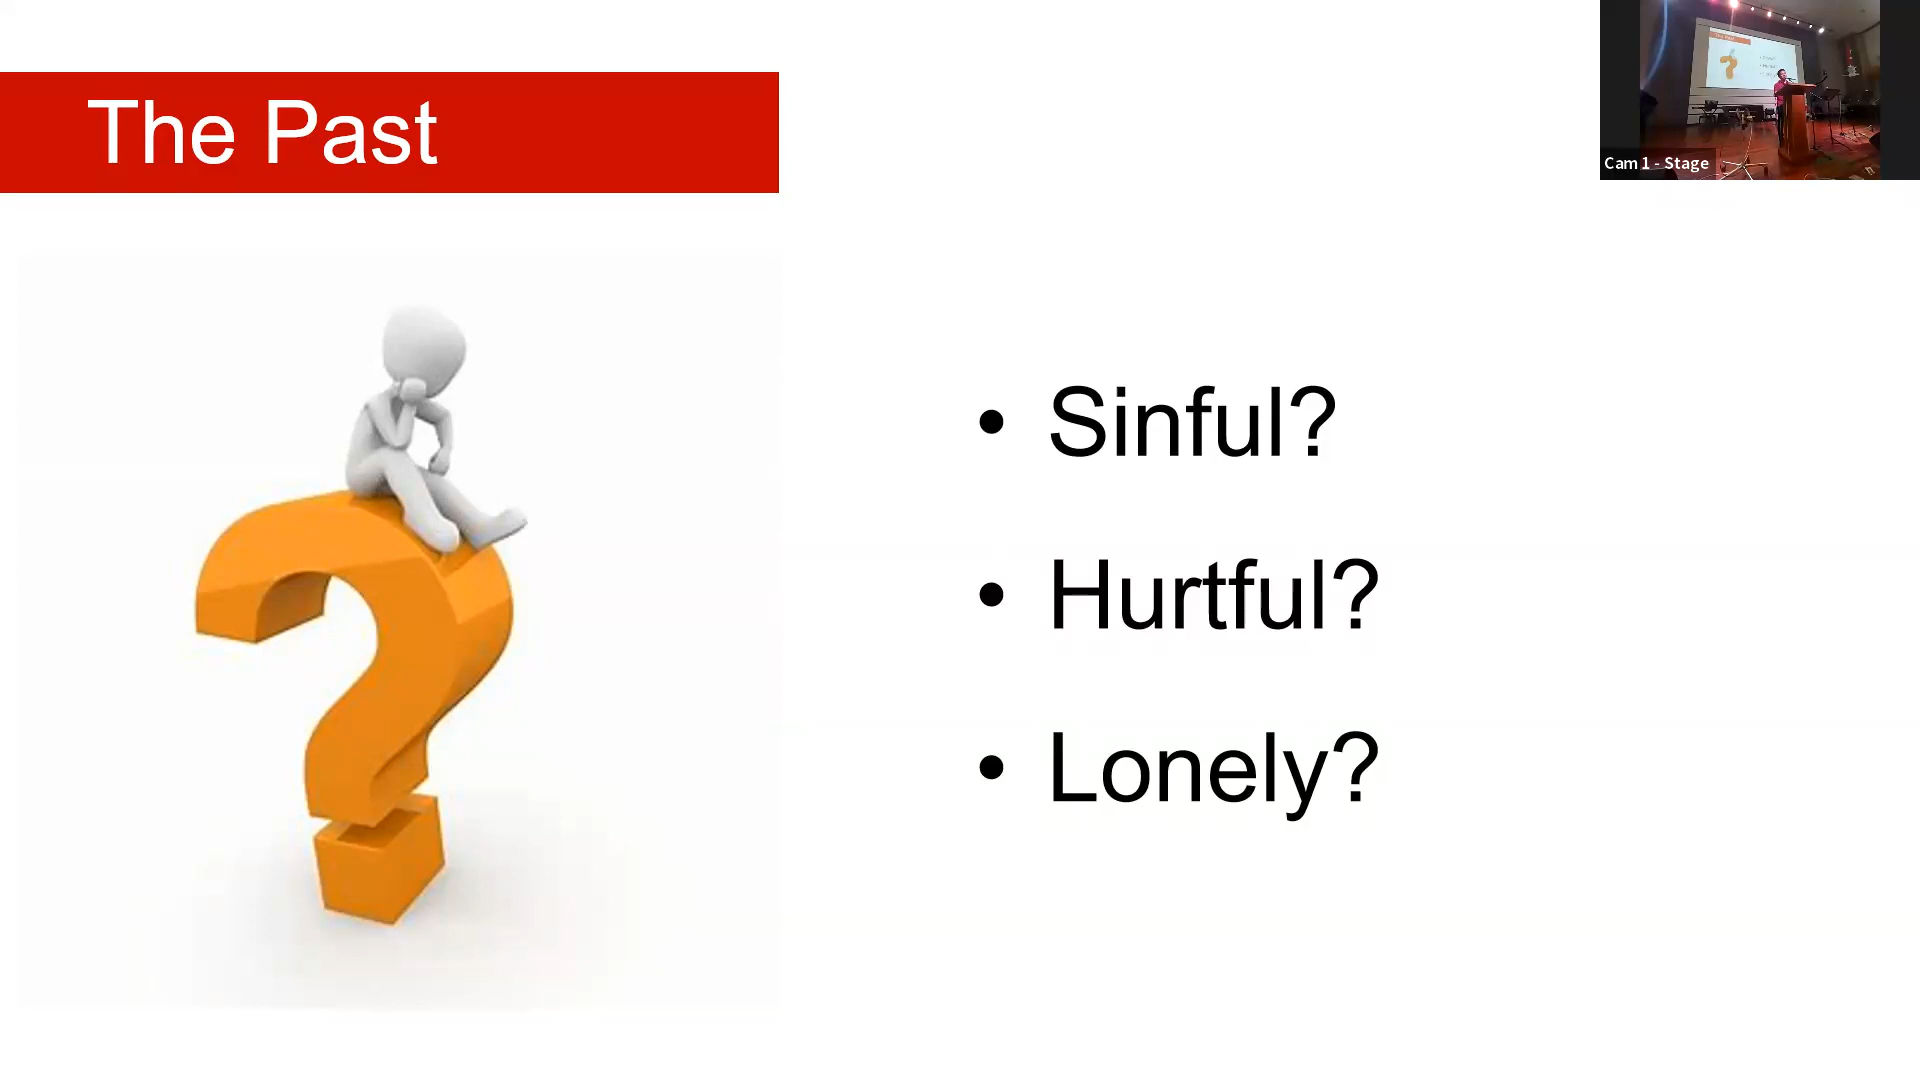 The Past
Cam 1 - Stage
• Sinful?
• Hurtful?
• Lonely?